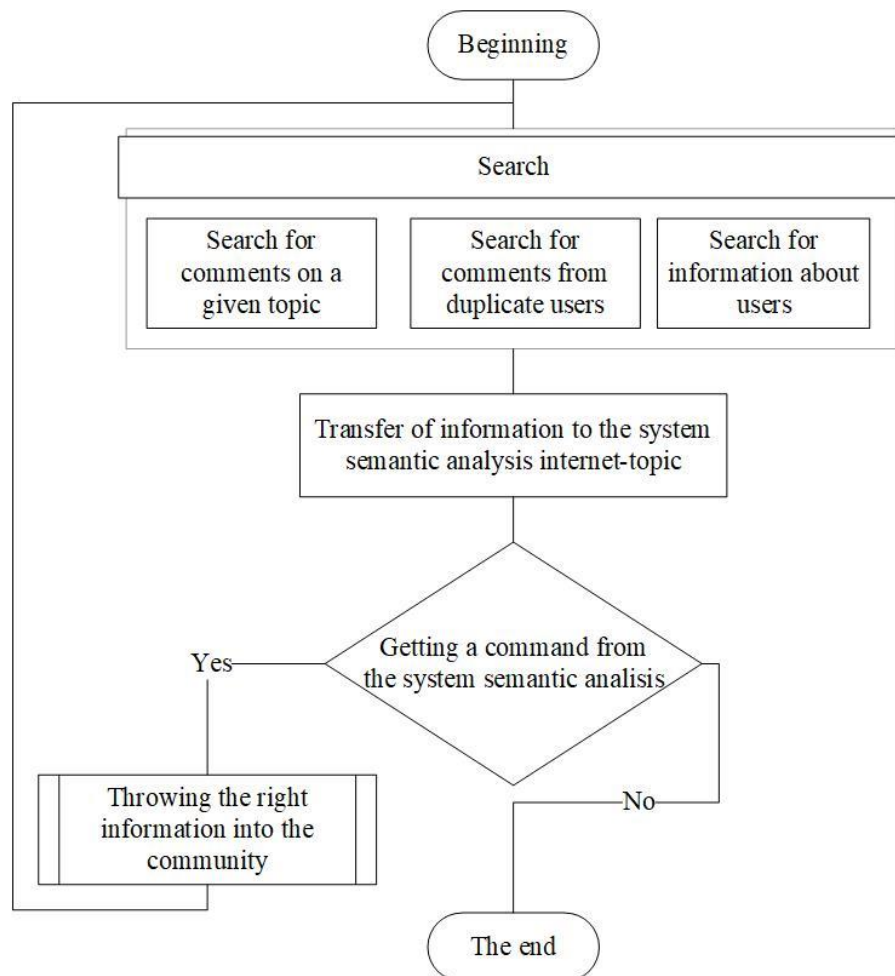 Beginning
Search
Search for
comments on a
given topic
Search for
comments from
duplicate users
Search for
information about
users
Transfer of information to the system
semantic analysis internet-topic
Getting a command from
the system semantic analisis
Yes
Throwing the right
information into the
community
No
The end